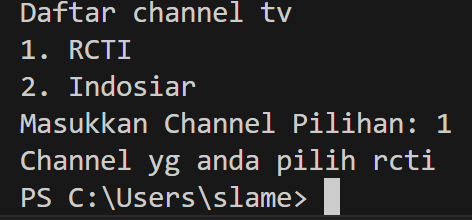 Daftar channel tv
1. RCTI
2. Indosiar
Masukkan Channel Pilihan: 1
Channel yg anda pilih rcti
PS C:\Users\slame>